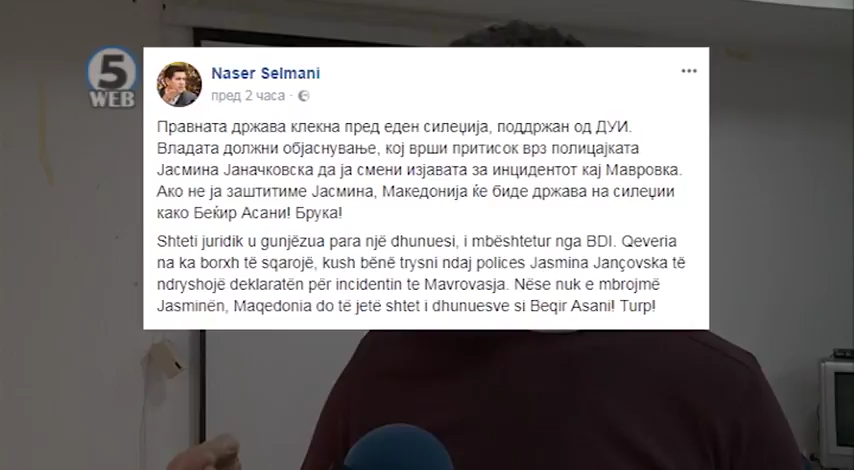 5
WEB
Naser Selmani
пред 2 часа ·
Правната држава клекна пред еден силеџија, поддржан од ДУИ.
Владата должни објаснување, кој врши притисок врз полицајката
Јасмина Јаначковска да ја смени изјавата за инцидентот кај Мавровка.
Ако не ја заштитиме Јасмина, Македонија ќе биде држава на силеџии
како Беќир Асани! Брука!
Shteti juridik u gunjëzua para një dhunuesi, i mbështetur nga BDI. Qeveria
na ka borxh të sqarojë, kush bënë trysni ndaj polices Jasmina Jançovska të
ndryshojë deklaratën për incidentin te Mavrovasja. Nëse nuk e mbrojmë
Jasminën, Maqedonia do të jetë shtet i dhunuesve si Beqir Asani! Turp!